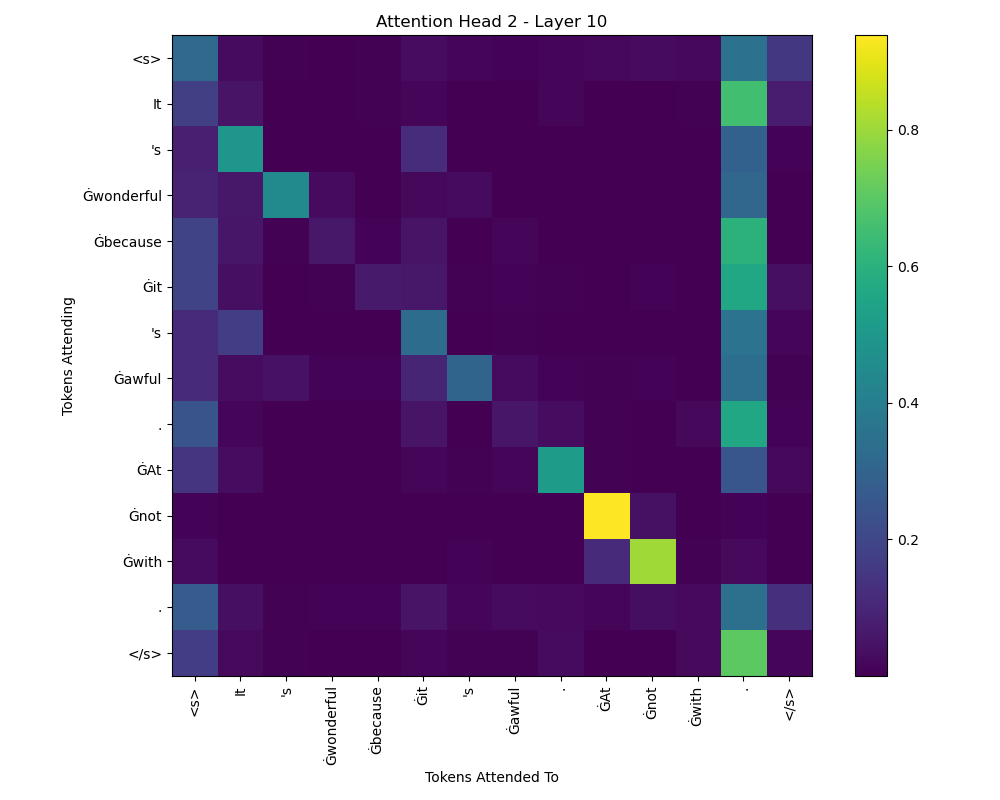 Attention Head 2 - Layer 10
Tokens Attending
<s>
It
's
Ġwonderful
Ġbecause
Ġit
's
Ġawful
.
ĠAt
Ġnot
Ġwith
.
</s>
<s>
It
's
Ġwonderful
Ġbecause
Ġit
's
Ġawful
.
ĠAt
Ġnot
Ġwith
.
</s>
Tokens Attended To
0.8
0.6
0.4
0.2